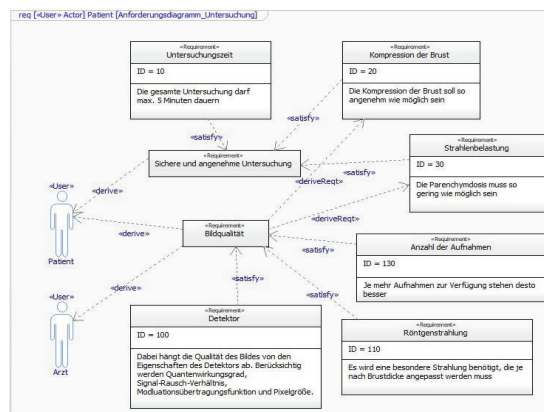 req [«User» Actor] Patient [Anforderungsdiagramm_Untersuchung]
«Requirement»
Untersuchungszeit
ID = 10
Die gesamte Untersuchung darf
max. 5 Minuten dauern
«Requirement»
Kompression der Brust
ID = 20
Die Kompression der Brust soll so
angenehm wie möglich sein
«satisfy»
«satisfy»
«Requirement»
Sichere und angenehme Untersuchung
«Requirement»
Strahlenbelastung
ID = 30
Die Parenchymdosis muss so
gering wie möglich sein
«satisfy»
«deriveReqt»
«User»
Patient
«derive»
«derive»
«Requirement»
Bildqualität
«deriveReqt»
«Requirement»
Anzahl der Aufnahmen
ID = 130
Je mehr Aufnahmen zur Verfügung stehen desto
besser
«satisfy»
«satisfy»
«satisfy»
«derive»
«User»
Arzt
«Requirement»
Detektor
ID = 100
Dabei hängt die Qualität des Bildes von den
Eigenschaften des Detektors ab. Berücksichtig
werden Quantenwirkungsgrad,
Signal-Rausch-Verhältnis,
Moduationsübertragungsfunktion und Pixelgröße.
«Requirement»
Röntgenstrahlung
ID = 110
Es wird eine besondere Strahlung benötigt, die je
nach Brustdicke angepasst werden muss